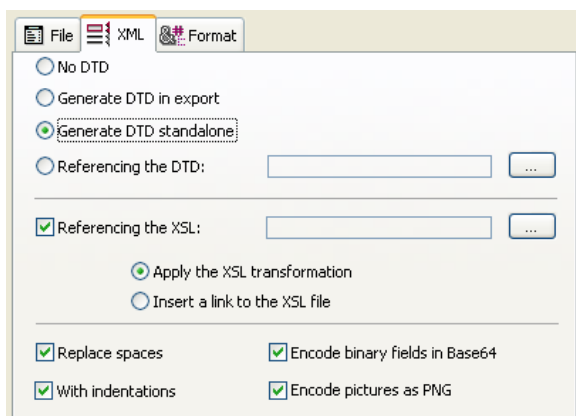 File XML Format
No DTD
Generate DTD in export
Generate DTD standalone
Referencing the DTD: ...
Referencing the XSL: ...
Apply the XSL transformation
Insert a link to the XSL file
Replace spaces Encode binary fields in Base64
With indentations Encode pictures as PNG